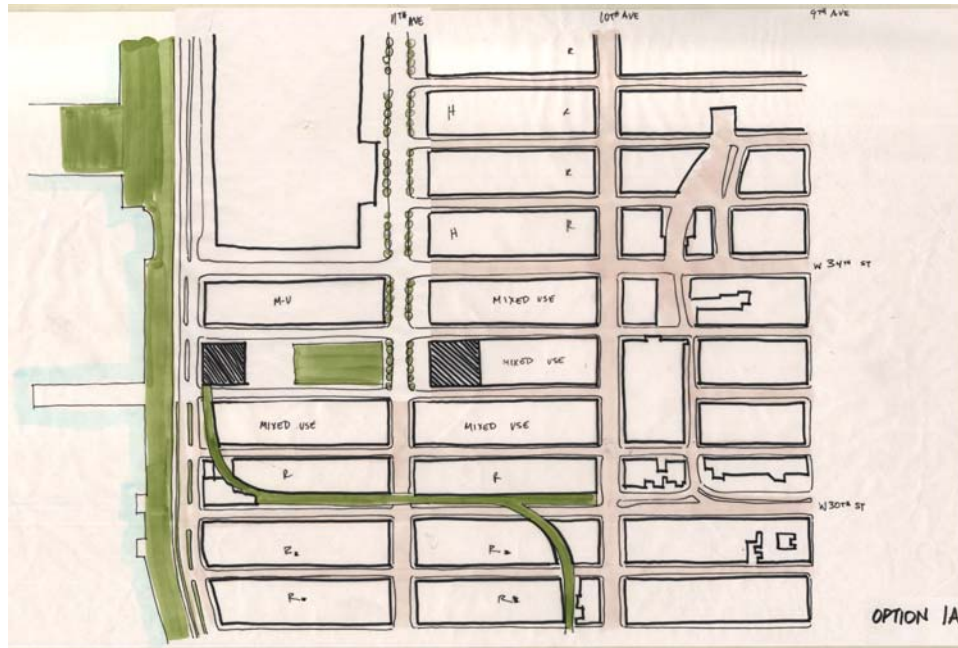 11TH AVE
10TH AVE
9TH AVE
R
H
R
R
H R
W 34TH ST
M-U
MIXED USE
MIXED USE
MIXED USE
MIXED USE
R
R
W 30TH ST
R
R
R
R
OPTION 1A